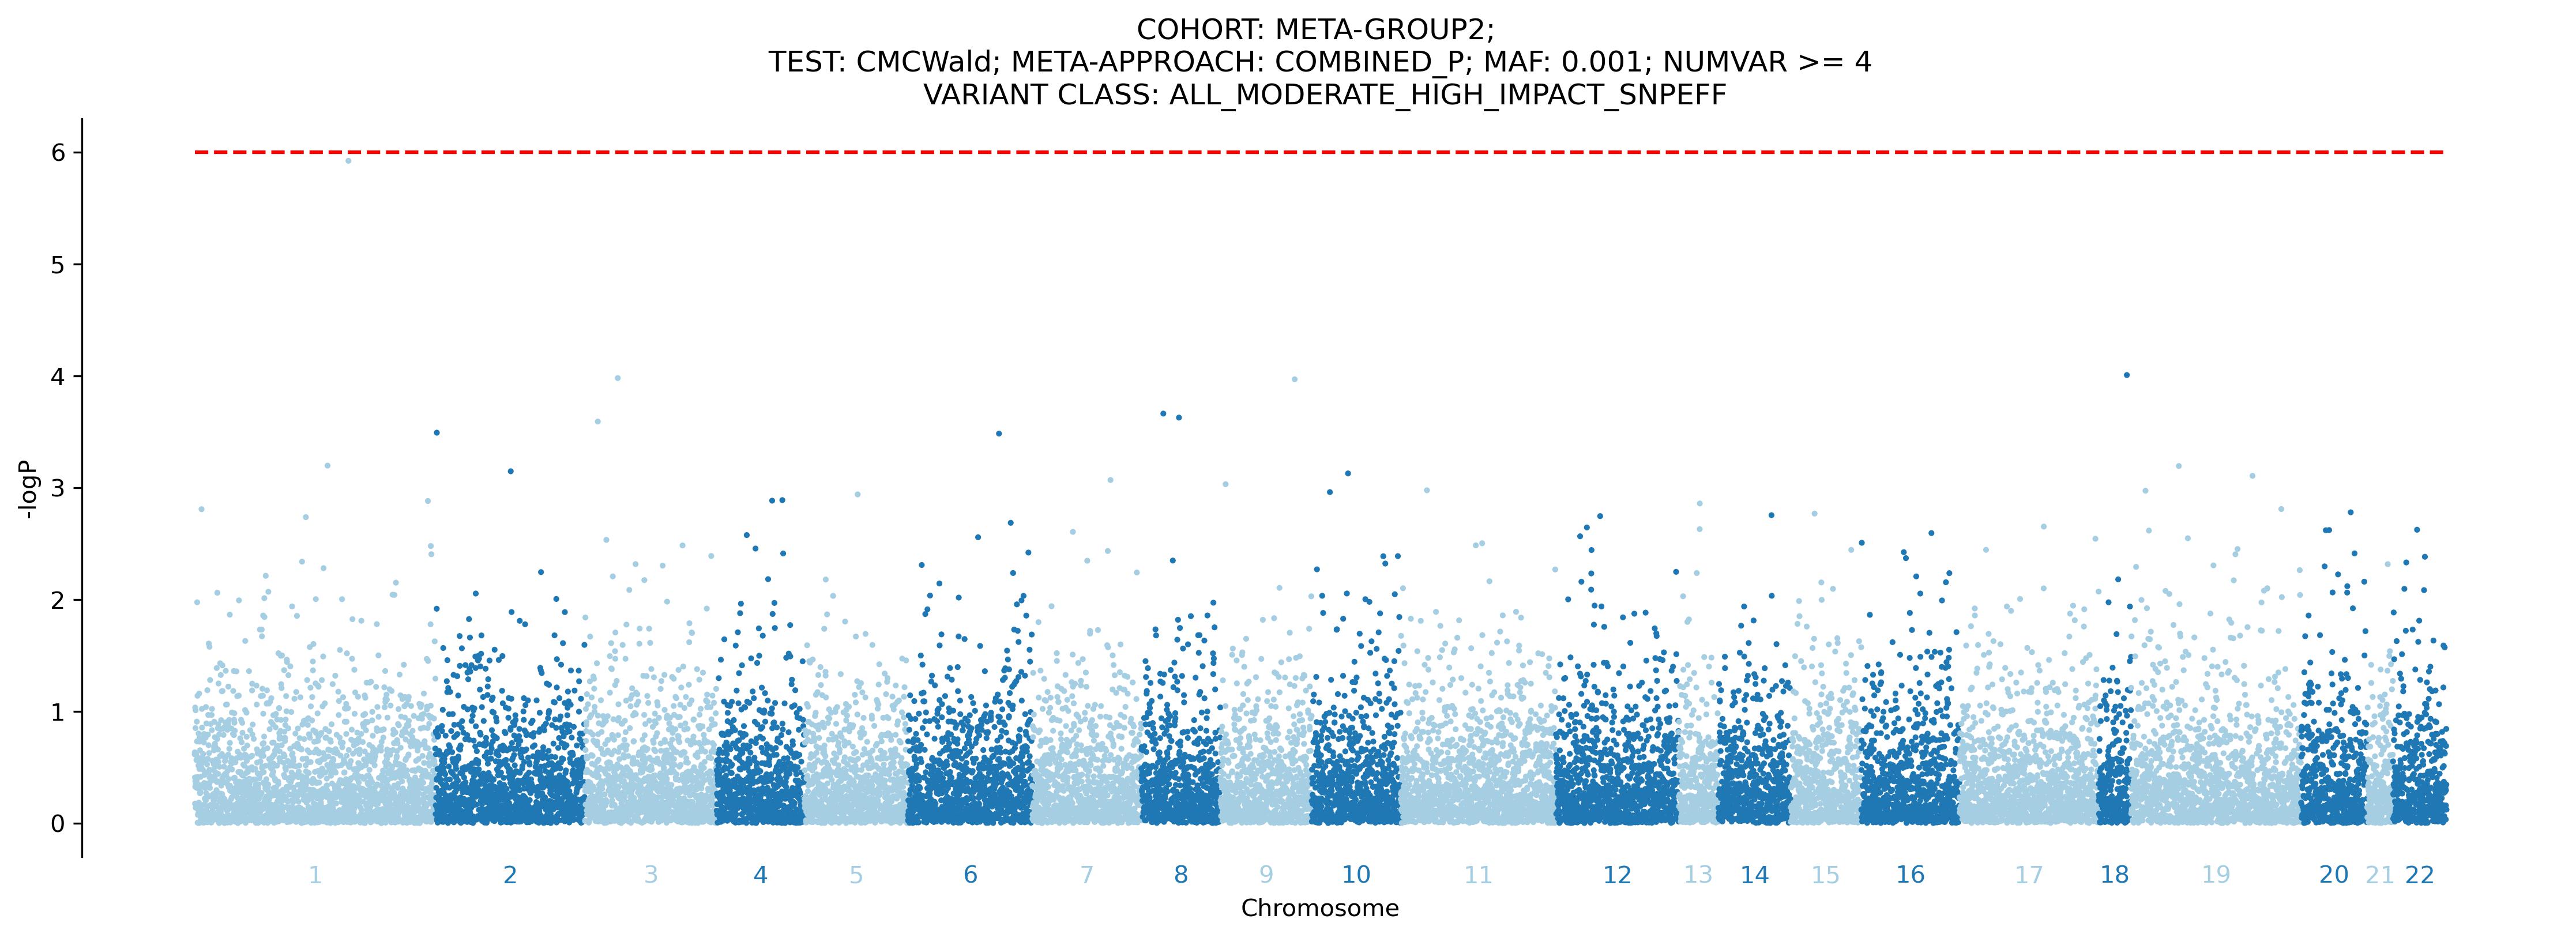 COHORT: META-GROUP2;
TEST: CMCWald; META-APPROACH: COMBINED_P; MAF: 0.001; NUMVAR >= 4
VARIANT CLASS: ALL_MODERATE_HIGH_IMPACT_SNPEFF
6
5
4
3
2
1
0
-logP
1 2 3 4 5 6 7 8 9 10 11 12 13 14 15 16 17 18 19 20 21 22
Chromosome